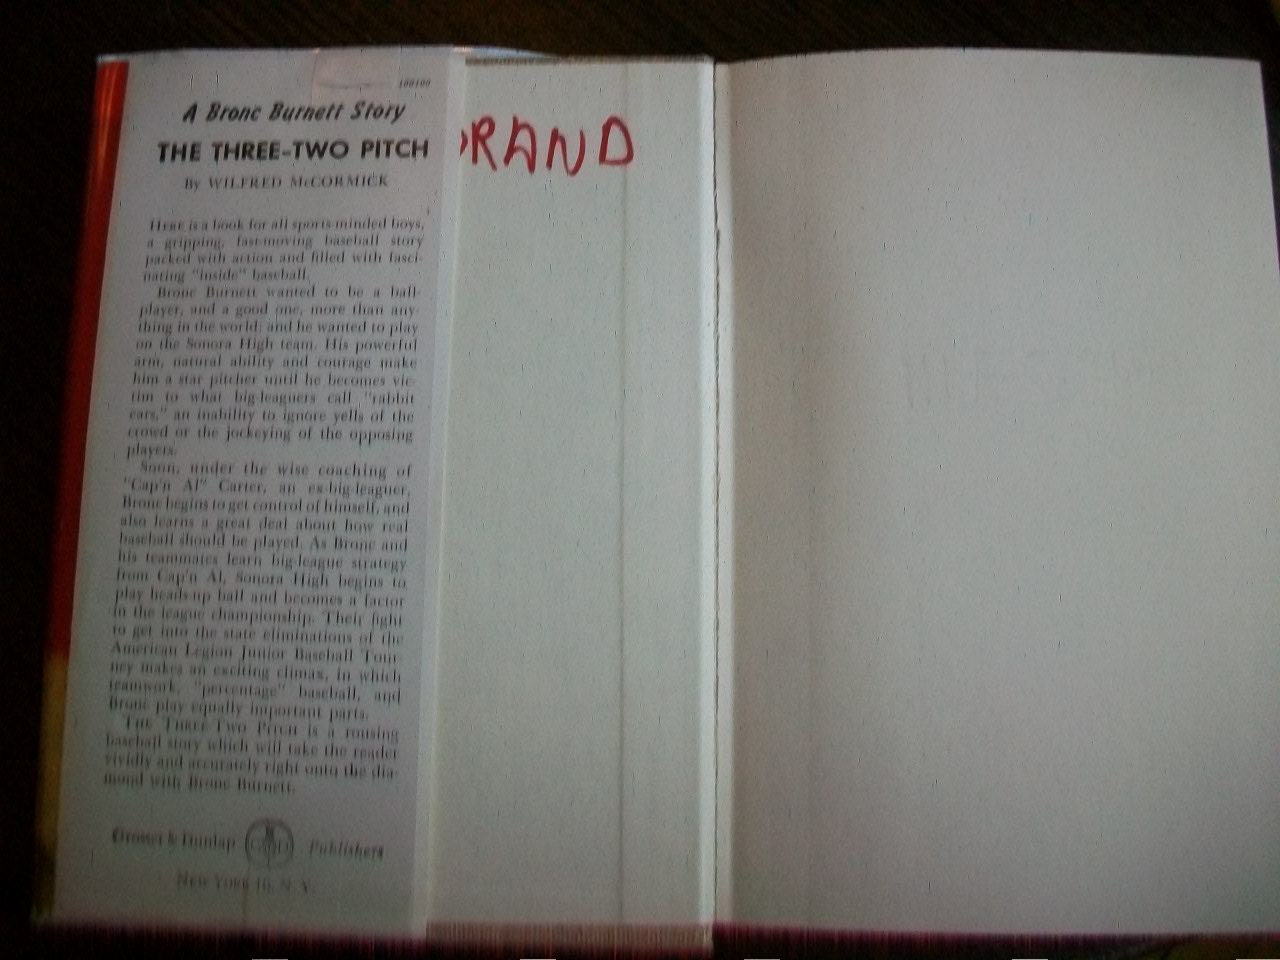 100100
A Bronc Burnett Story
THE THREE-TWO PITCH
By WILFRED McCORMICK
HERE is a book for all sports-minded boys,
a gripping, fast-moving baseball story
packed with action and filled with fasci-
nating "inside" baseball.
Bronc Burnett wanted to be a ball-
player, and a good one, more than any-
thing in the world; and he wanted to play
on the Sonora High team. His powerful
arm, natural ability and courage make
him a star pitcher until he becomes vic-
tim to what big-leaguers call "rabbit
ears," an inability to ignore yells of the
crowd or the jockeying of the opposing
players.
Soon, under the wise coaching of
"Cap'n Al" Carter, an ex-big-leaguer,
Bronc begins to get control of himself, and
also learns a great deal about how real
baseball should be played. As Bronc and
his teammates learn big-league strategy
from Cap'n Al, Sonora High begins to
play heads-up ball and becomes a factor
in the league championship. Their fight
to get into the state eliminations of the
American Legion Junior Baseball Tour-
ney makes an exciting climax, in which
teamwork, "percentage" baseball, and
Bronc play equally important parts.
THE THREE-TWO PITCH is a rousing
baseball story which will take the reader
vividly and accurately right onto the dia-
mond with Bronc Burnett.
Grosset & Dunlap Publishers
NEW YORK 10, N. Y.
RAND